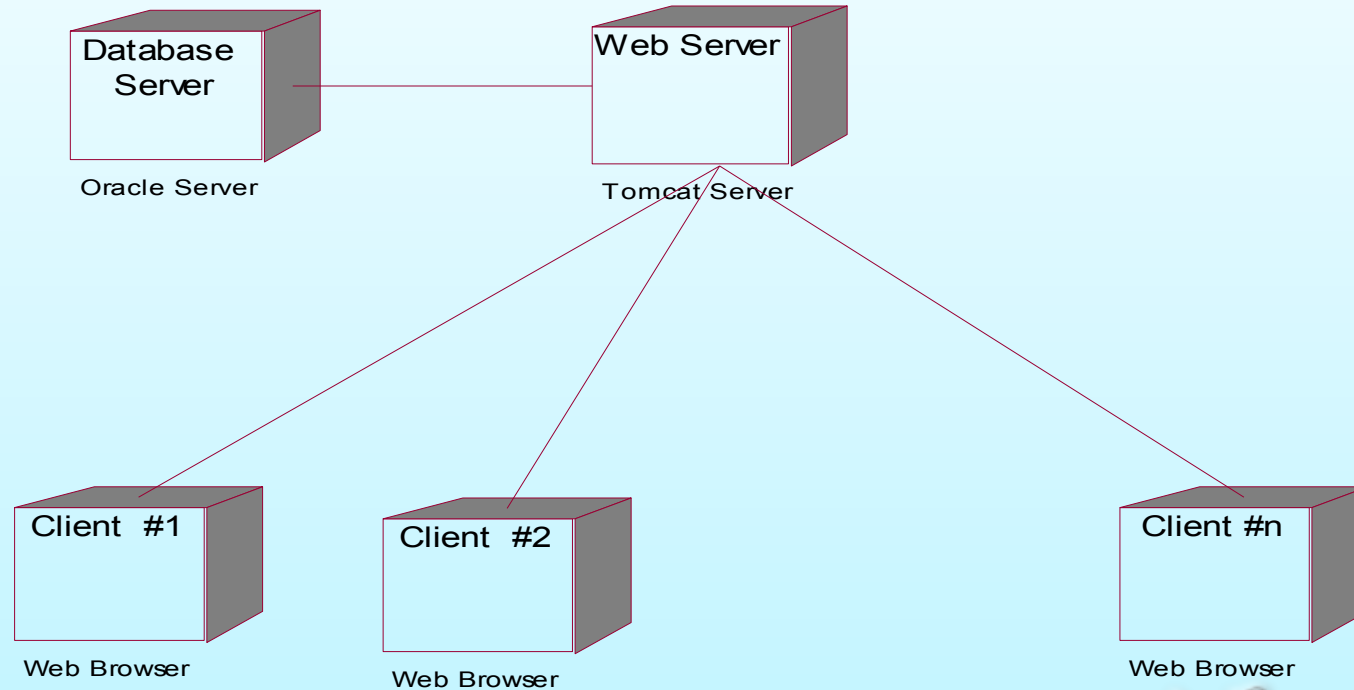 Database
Server
Web Server
Oracle Server
Tomcat Server
Client #1
Client #2
Client #n
Web Browser
Web Browser
Web Browser